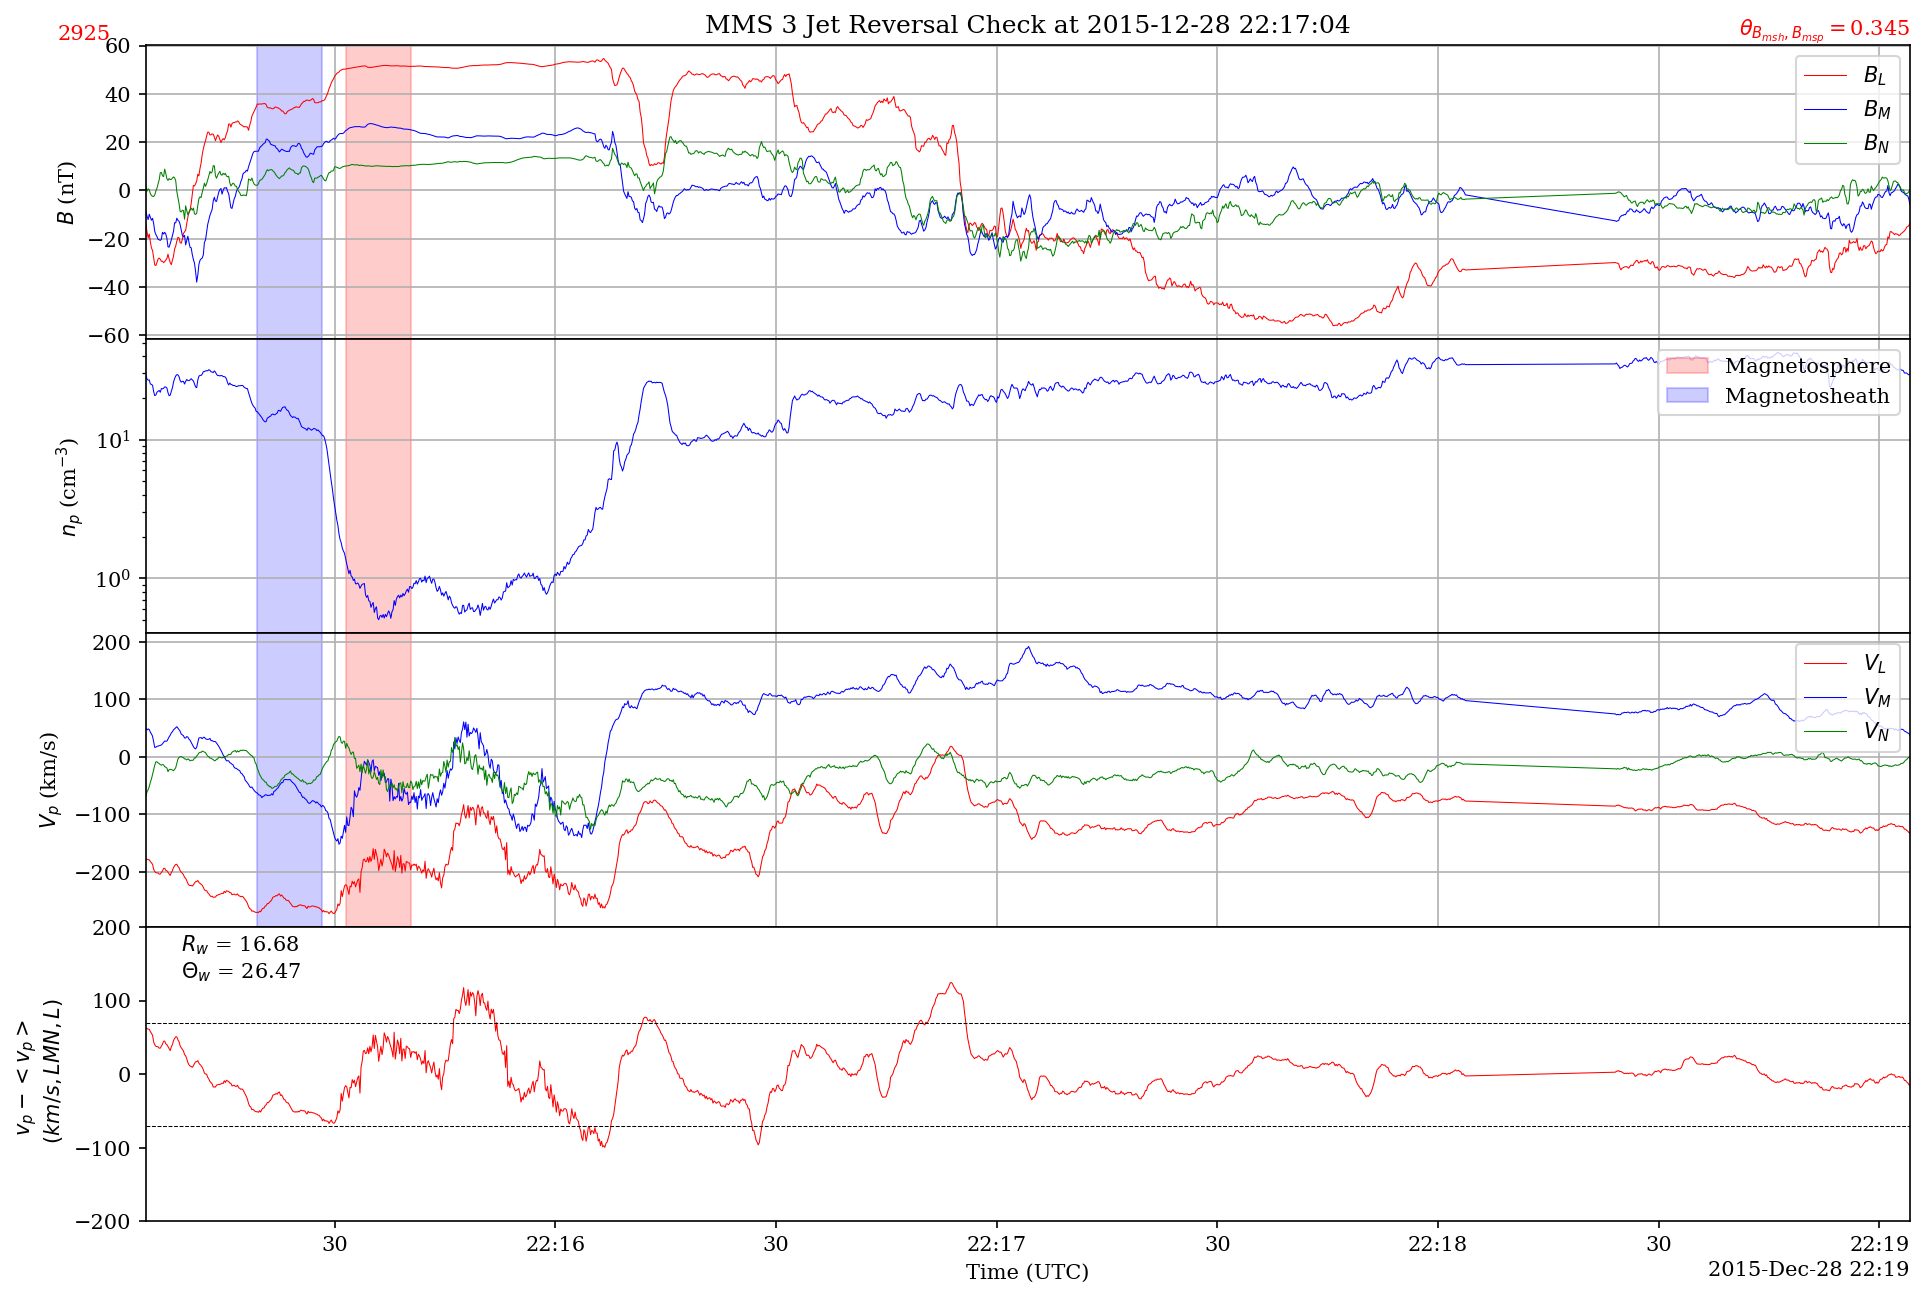 MMS 3 Jet Reversal Check at 2015-12-28 22:17:04
2925
θ_{B_{msh}, B_{msp}} = 0.345
60
40
20
0
−20
−40
−60
B (nT)
B_L
B_M
B_N
10^1
10^0
n_p (cm^{−3})
Magnetosphere
Magnetosheath
200
100
0
−100
−200
V_p (km/s)
V_L
V_M
V_N
200
100
0
−100
−200
v_p − < v_p >
(km/s, LMN, L)
R_w = 16.68
Θ_w = 26.47
30
22:16
30
22:17
30
22:18
30
22:19
Time (UTC)
2015-Dec-28 22:19